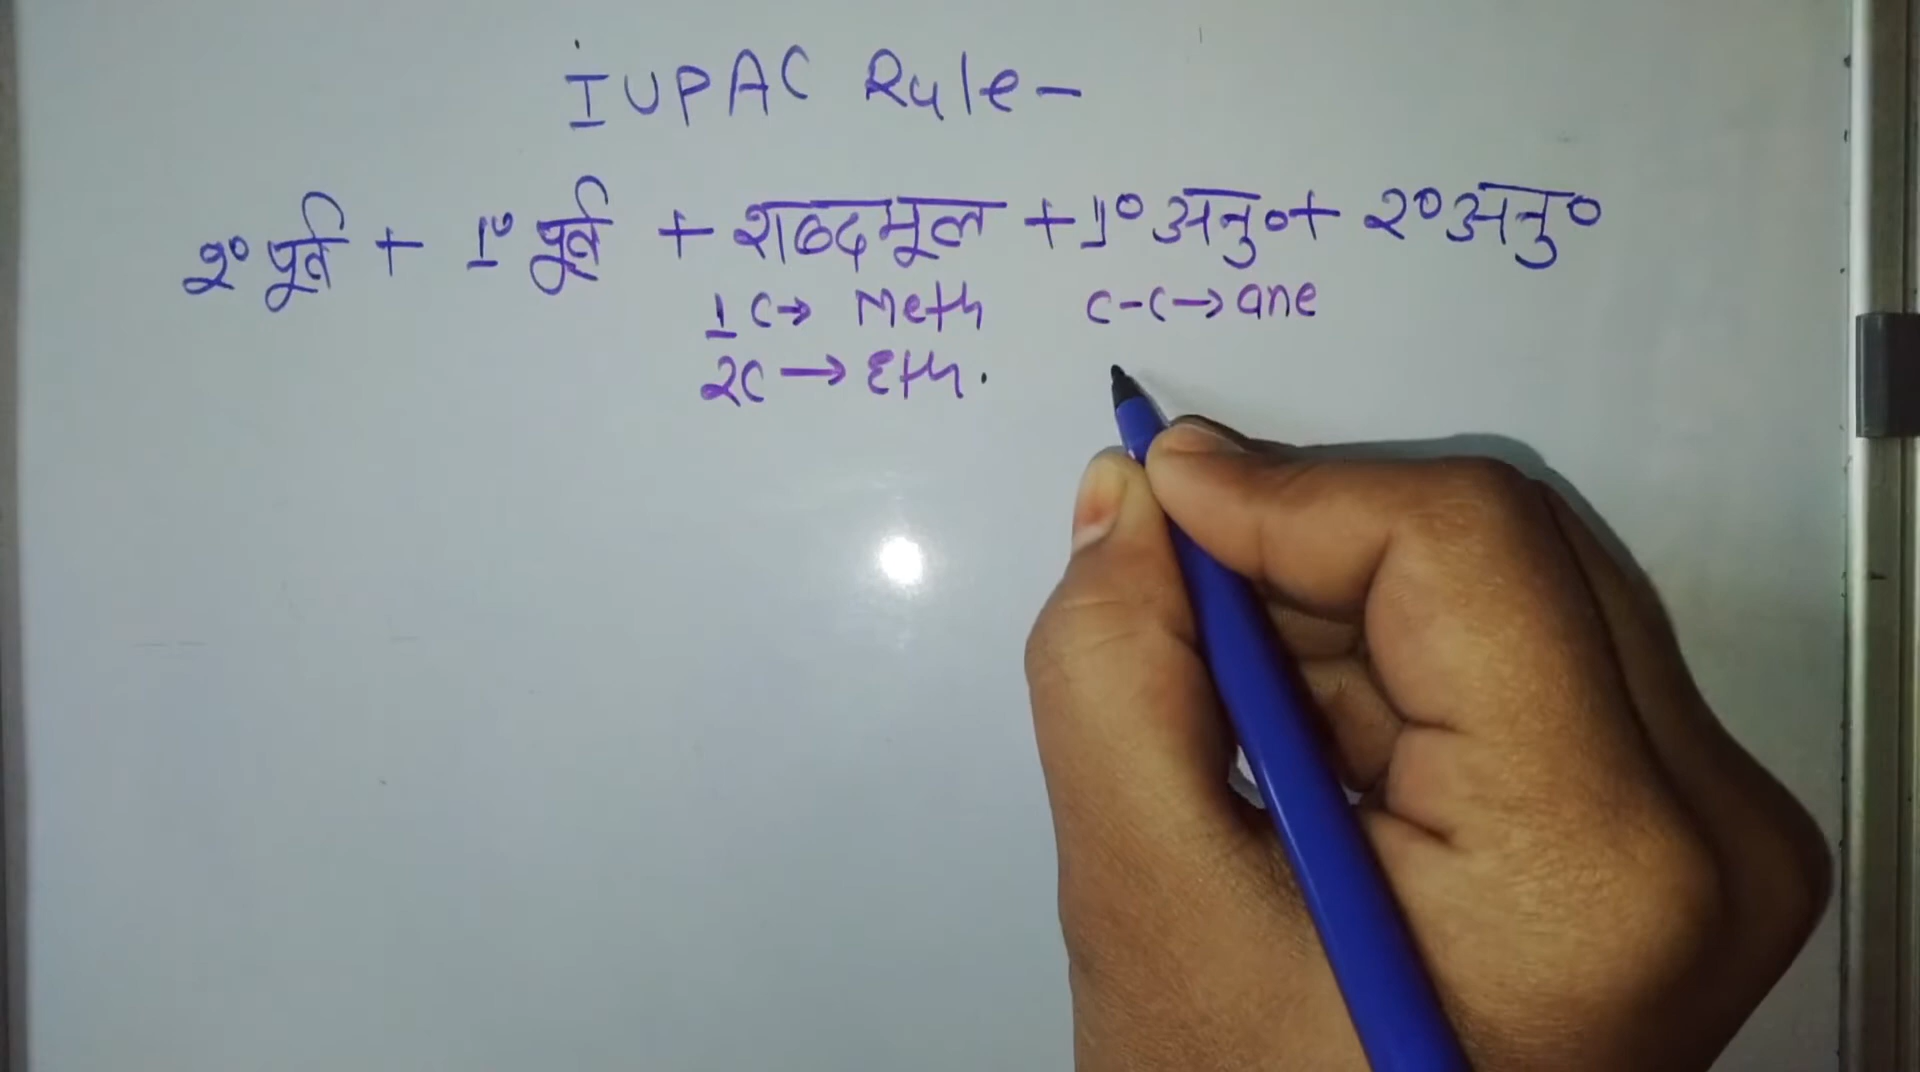 IUPAC Rule-
2° पूर्व + 1° पूर्व + शब्दमूल + 1° अनु० + 2° अनु०
1C → Meth C-C → ane
2C → Eth.